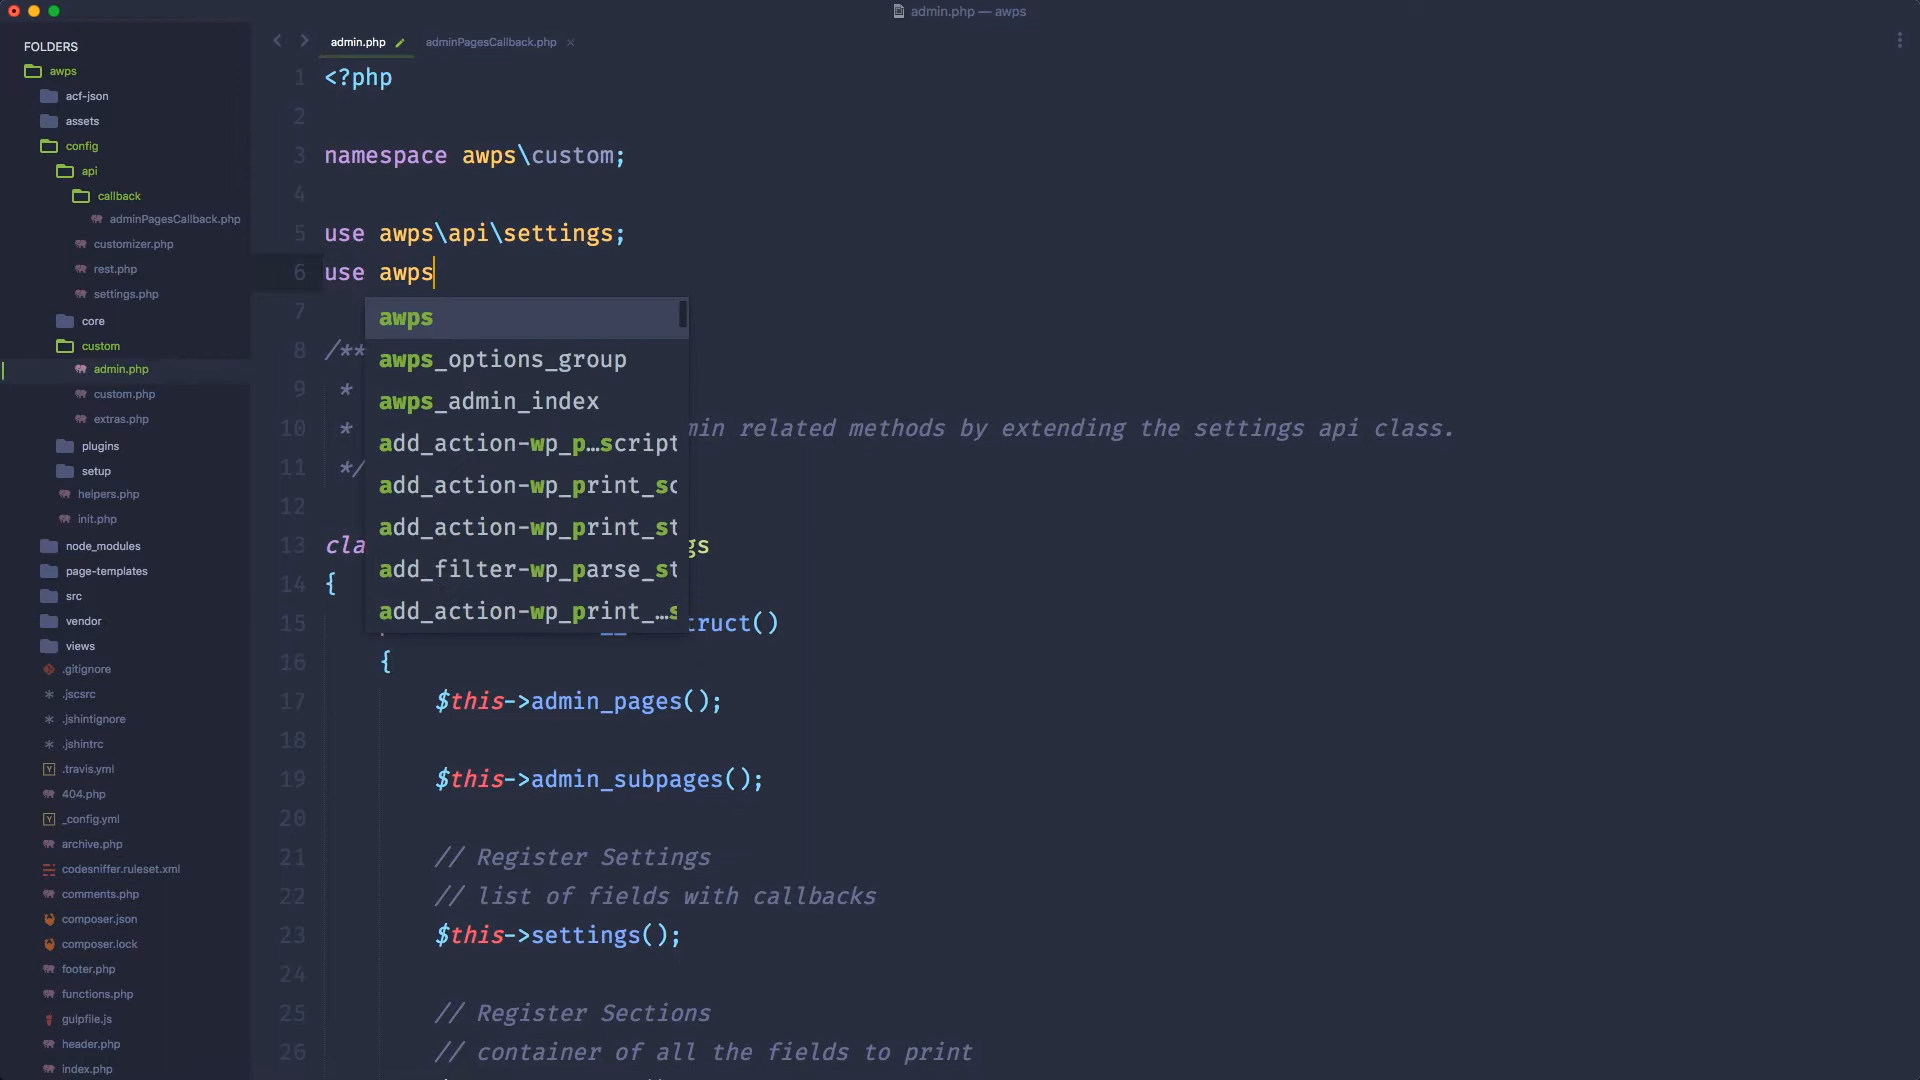 admin.php — awps
FOLDERS
awps
acf-json
assets
config
api
callback
adminPagesCallback.php
customizer.php
rest.php
settings.php
core
custom
admin.php
custom.php
extras.php
plugins
setup
helpers.php
init.php
node_modules
page-templates
src
vendor
views
.gitignore
.jscsrc
.jshintignore
.jshintrc
.travis.yml
404.php
_config.yml
archive.php
codesniffer.ruleset.xml
comments.php
composer.json
composer.lock
footer.php
functions.php
gulpfile.js
header.php
index.php
admin.php adminPagesCallback.php ×
1 <?php
2
3 namespace awps\custom;
4
5 use awps\api\settings;
6 use awps
7
8 /**
9 *
10 * min related methods by extending the settings api class.
11 */
12
13 cla gs
14 {
15 __ truct()
16 {
17 $this->admin_pages();
18
19 $this->admin_subpages();
20
21 // Register Settings
22 // list of fields with callbacks
23 $this->settings();
24
25 // Register Sections
26 // container of all the fields to print
awps
awps_options_group
awps_admin_index
add_action-wp_p…script
add_action-wp_print_sc
add_action-wp_print_st
add_filter-wp_parse_st
add_action-wp_print_…s